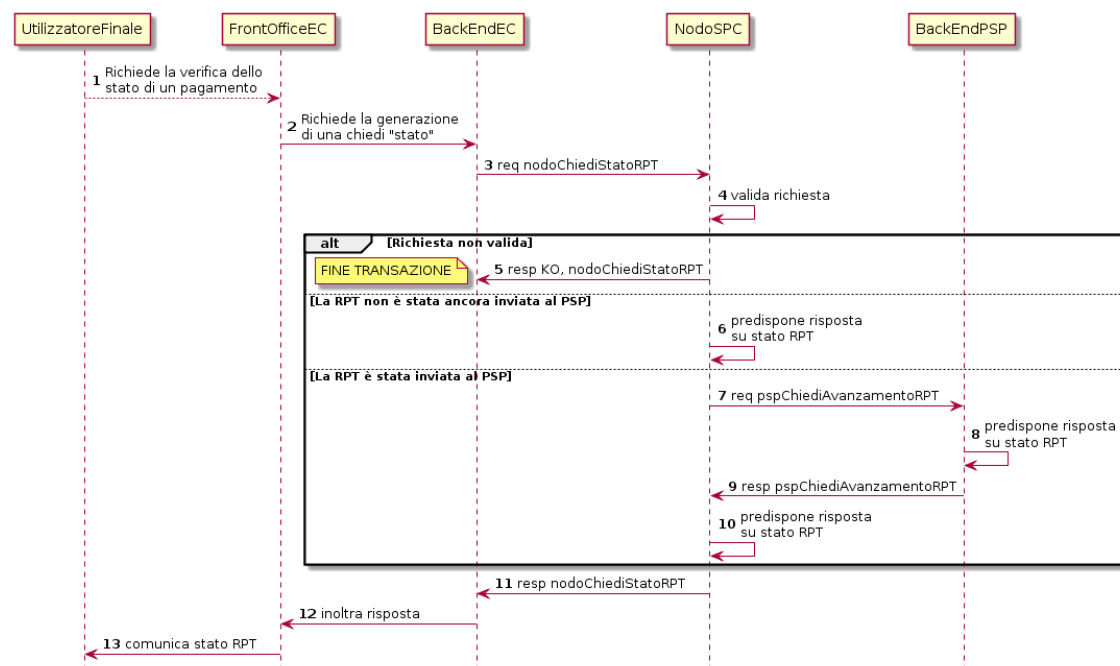 UtilizzatoreFinale FrontOfficeEC BackEndEC NodoSPC BackEndPSP
1 Richiede la verifica dello
stato di un pagamento
2 Richiede la generazione
di una chiedi "stato"
3 req nodoChiediStatoRPT
4 valida richiesta
alt [Richiesta non valida]
FINE TRANSAZIONE 5 resp KO, nodoChiediStatoRPT
[La RPT non è stata ancora inviata al PSP]
6 predispone risposta
su stato RPT
[La RPT è stata inviata al PSP]
7 req pspChiediAvanzamentoRPT
8 predispone risposta
su stato RPT
9 resp pspChiediAvanzamentoRPT
10 predispone risposta
su stato RPT
11 resp nodoChiediStatoRPT
12 inoltra risposta
13 comunica stato RPT